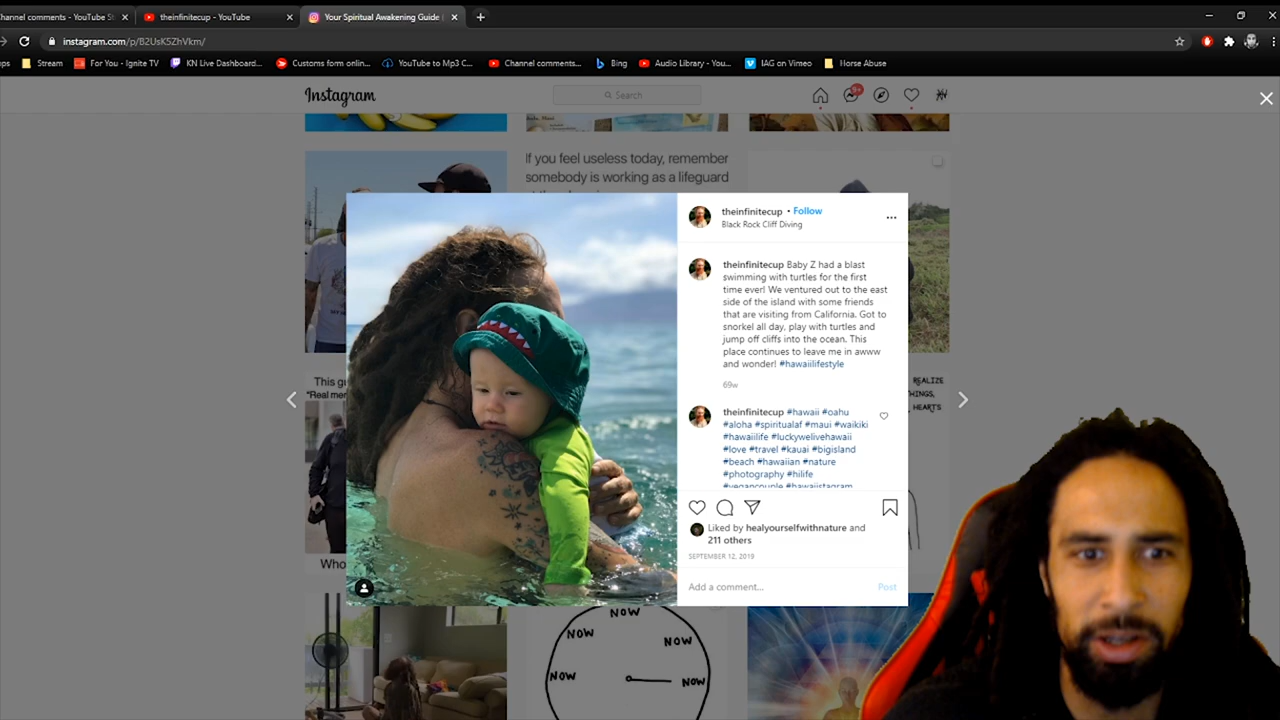 Channel comments - YouTube S
theinfinitecup - YouTube
Your Spiritual Awakening Guide
instagram.com/p/B2UsK5ZhVkm/
ps
Stream
For You - Ignite TV
KN Live Dashboard...
Customs form onlin...
YouTube to Mp3 C...
Channel comments...
Bing
Audio Library - You...
IAG on Vimeo
Horse Abuse
Instagram
Search
9+
If you feel useless today, remember
somebody is working as a lifeguard
theinfinitecup • Follow
Black Rock Cliff Diving
theinfinitecup Baby Z had a blast
swimming with turtles for the first
time ever! We ventured out to the east
side of the island with some friends
that are visiting from California. Got to
snorkel all day, play with turtles and
jump off cliffs into the ocean. This
place continues to leave me in awww
and wonder! #hawaiilifestyle
69w
theinfinitecup #hawaii #oahu
#aloha #spiritualaf #maui #waikiki
#hawaiilife #luckywelivehawaii
#love #travel #kauai #bigisland
#beach #hawaiian #nature
#photography #hilife
#vegancouple #hawaiistagram
Liked by healyourselfwithnature and
211 others
SEPTEMBER 12, 2019
Add a comment...
Post
This gu
"Real me
Who
REALIZE
HINGS,
HEARTS
NOW
NOW
NOW
NOW
NOW